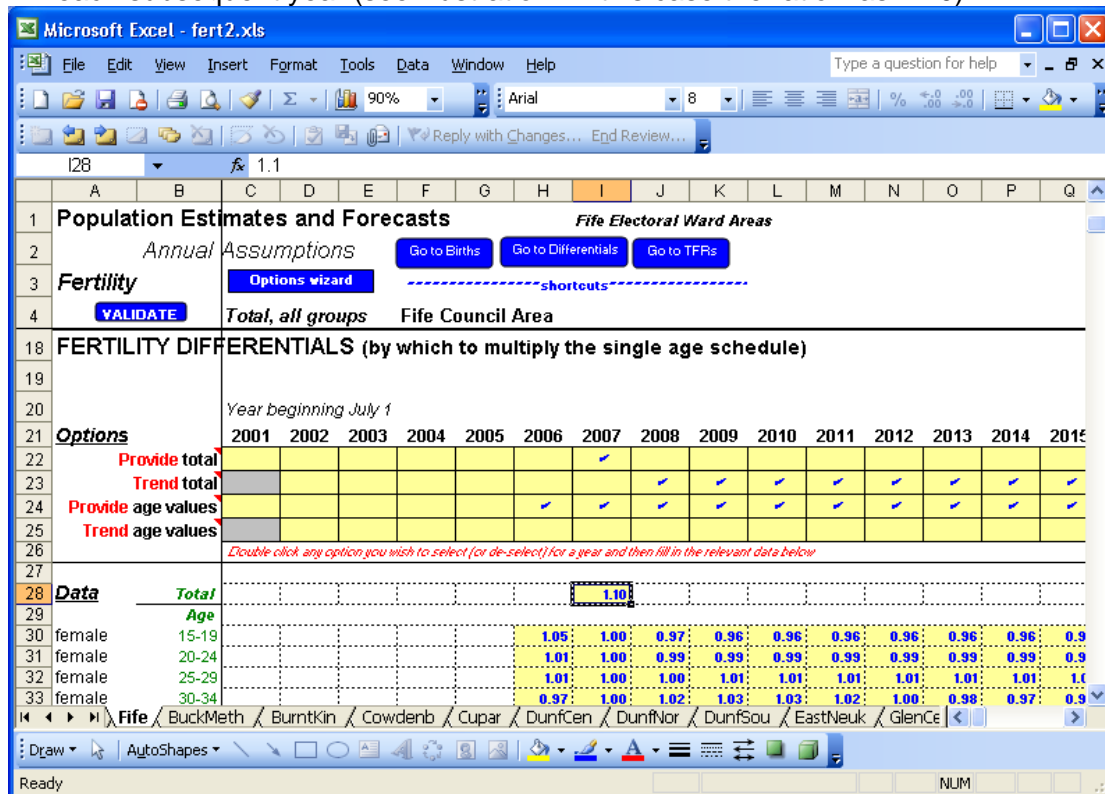 Microsoft Excel - fert2.xls
File Edit View Insert Format Tools Data Window Help Type a question for help
90% Arial 8 %
Reply with Changes... End Review...
I28 fx 1.1
A B C D E F G H I J K L M N O P Q
1 Population Estimates and Forecasts Fife Electoral Ward Areas
2 Annual Assumptions Go to Births Go to Differentials Go to TFRs
3 Fertility Options wizard shortcuts
4 VALIDATE Total, all groups Fife Council Area
18 FERTILITY DIFFERENTIALS (by which to multiply the single age schedule)
19
20 Year beginning July 1
21 Options 2001 2002 2003 2004 2005 2006 2007 2008 2009 2010 2011 2012 2013 2014 2015
22 Provide total ✔
23 Trend total ✔ ✔ ✔ ✔ ✔ ✔ ✔ ✔
24 Provide age values ✔ ✔ ✔ ✔ ✔ ✔ ✔ ✔ ✔ ✔
25 Trend age values
26 Double click any option you wish to select (or de-select) for a year and then fill in the relevant data below
27
28 Data Total 1.10
29 Age
30 female 15-19 1.05 1.00 0.97 0.96 0.96 0.96 0.96 0.96 0.96 0.9
31 female 20-24 1.01 1.00 0.99 0.99 0.99 0.99 0.99 0.99 0.99 0.9
32 female 25-29 1.01 1.00 1.00 1.01 1.01 1.01 1.01 1.01 1.01 1.0
33 female 30-34 0.97 1.00 1.02 1.03 1.03 1.02 1.00 0.98 0.97 0.9
Fife BuckMeth BurntKin Cowdenb Cupar DunfCen DunfNor DunfSou EastNeuk GlenCe
Draw AutoShapes
Ready NUM